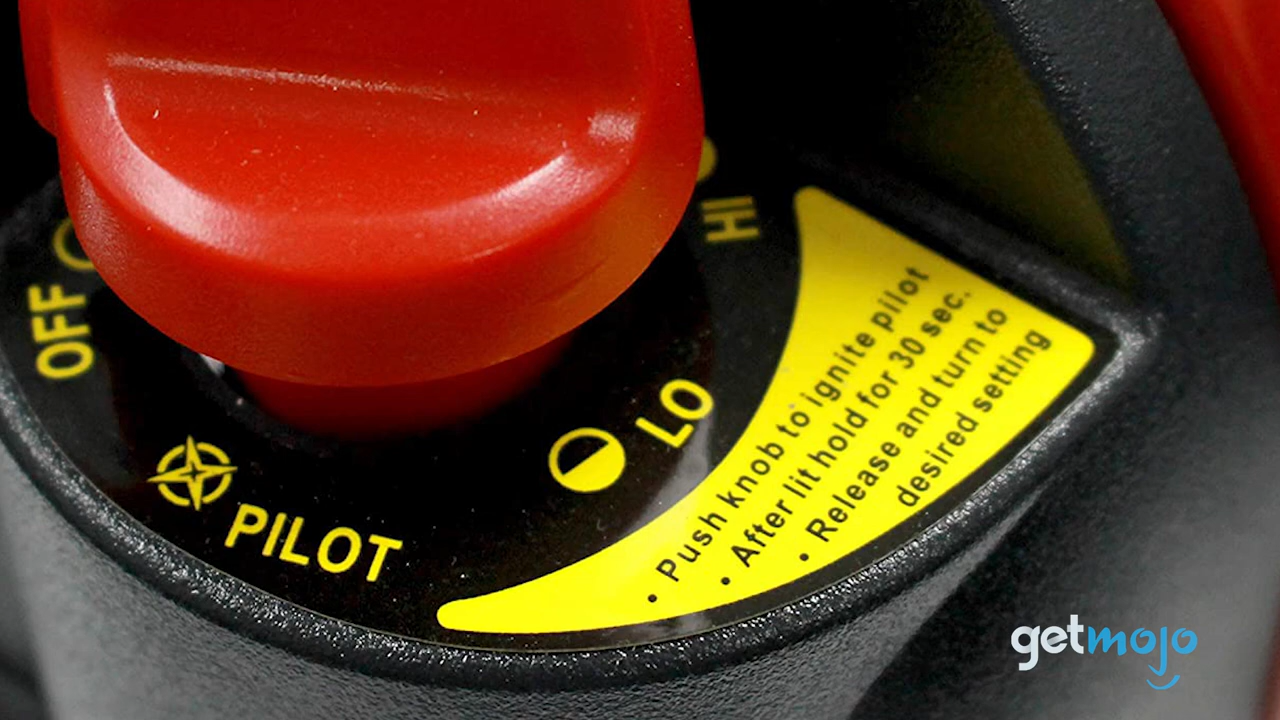 OFF
PILOT
LO
HI
• Push knob to ignite pilot
• After lit hold for 30 sec.
• Release and turn to
desired setting
getmojo